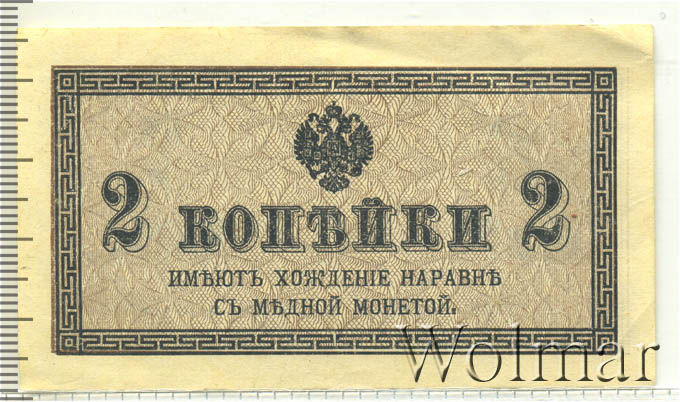 2 КОПѢЙКИ 2
ИМѢЮТЪ ХОЖДЕНІЕ НАРАВНѢ
СЪ МѢДНОЙ МОНЕТОЙ.
Wolmar